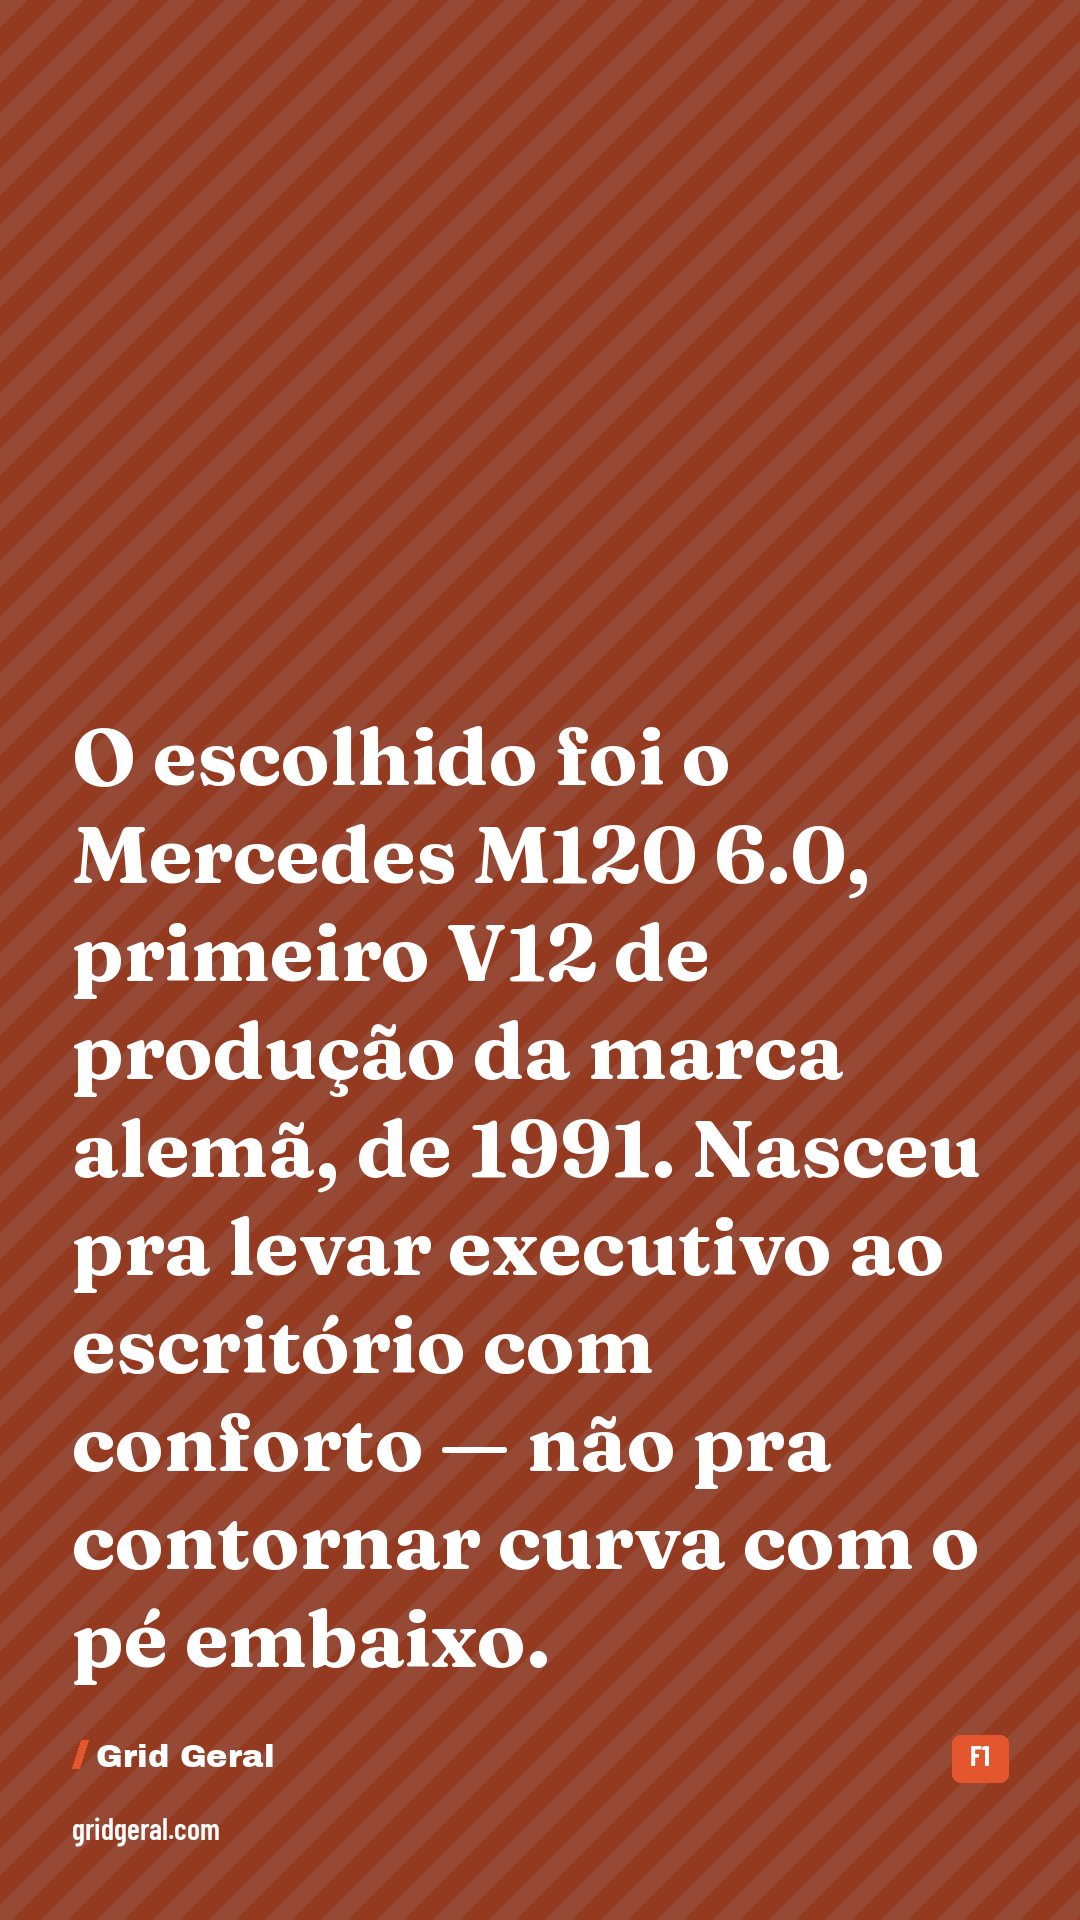 O escolhido foi o
Mercedes M120 6.0,
primeiro V12 de
produção da marca
alemã, de 1991. Nasceu
pra levar executivo ao
escritório com
conforto — não pra
contornar curva com o
pé embaixo.
/ Grid Geral
F1
gridgeral.com